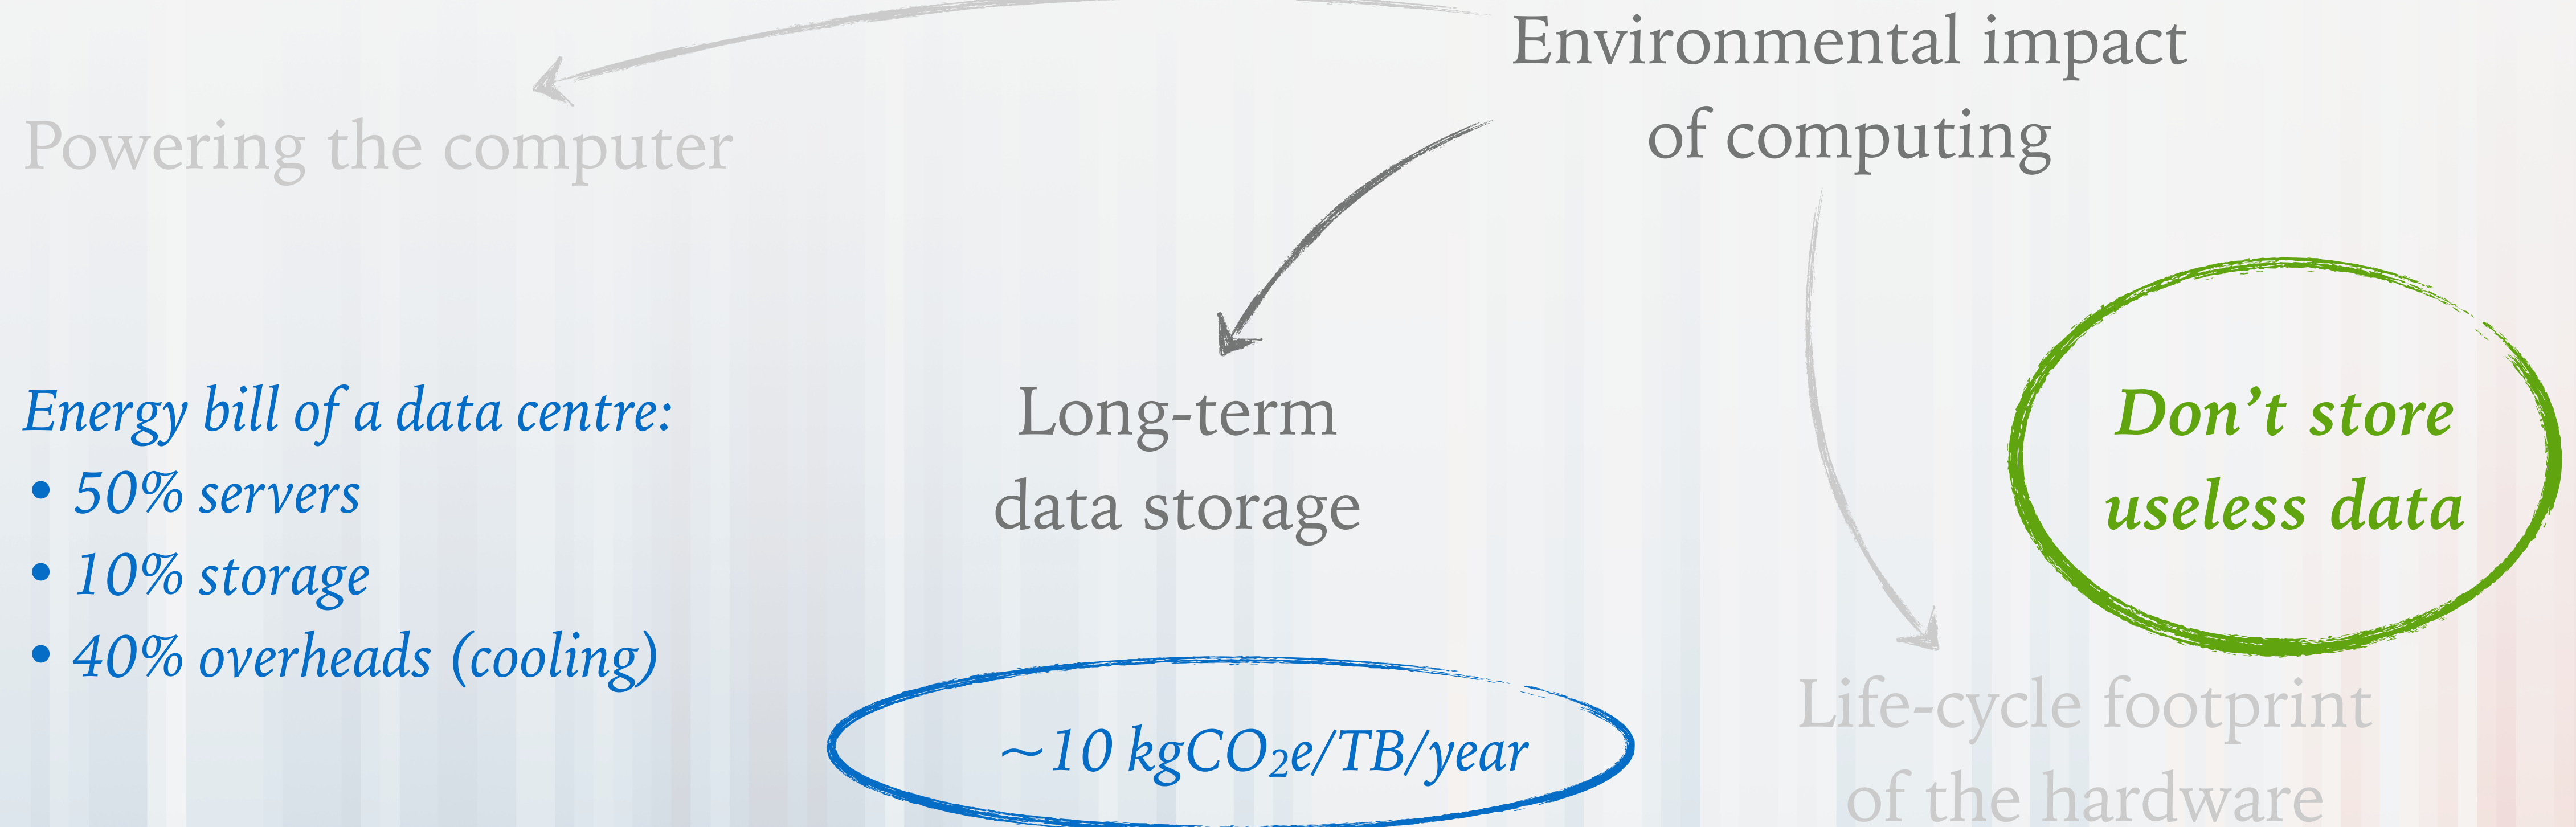 Environmental impact
of computing
Powering the computer
Energy bill of a data centre:
• 50% servers
• 10% storage
• 40% overheads (cooling)
Long-term
data storage
~10 kgCO₂e/TB/year
Don’t store
useless data
Life-cycle footprint
of the hardware